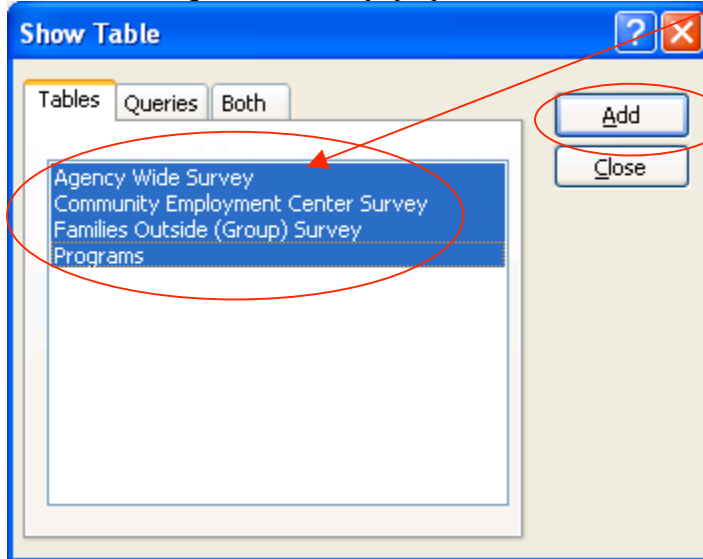 Show Table
Tables Queries Both
Add
Close
Agency Wide Survey
Community Employment Center Survey
Families Outside (Group) Survey
Programs